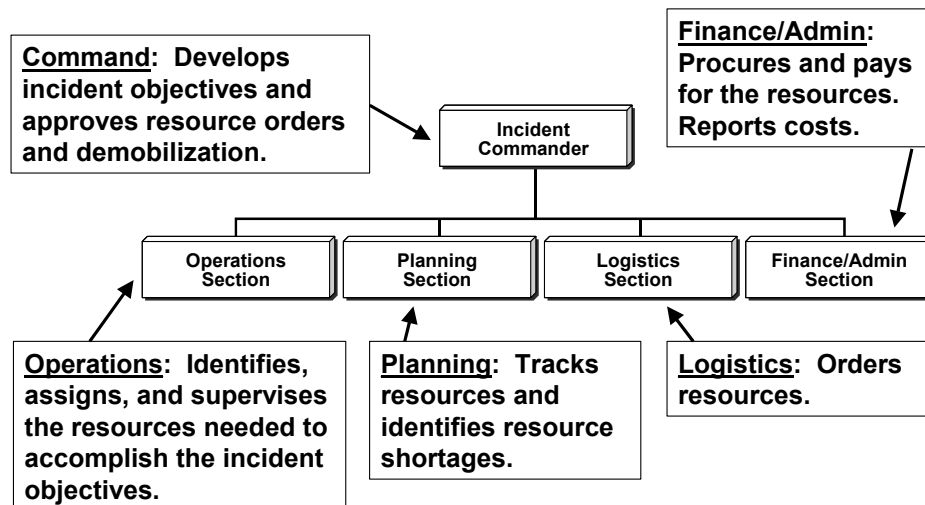 Command:  Develops
incident objectives and
approves resource orders
and demobilization.
Finance/Admin:
Procures and pays
for the resources.
Reports costs.
Incident
Commander
Operations
Section
Planning
Section
Logistics
Section
Finance/Admin
Section
Operations:  Identifies,
assigns, and supervises
the resources needed to
accomplish the incident
objectives.
Planning:  Tracks
resources and
identifies resource
shortages.
Logistics:  Orders
resources.